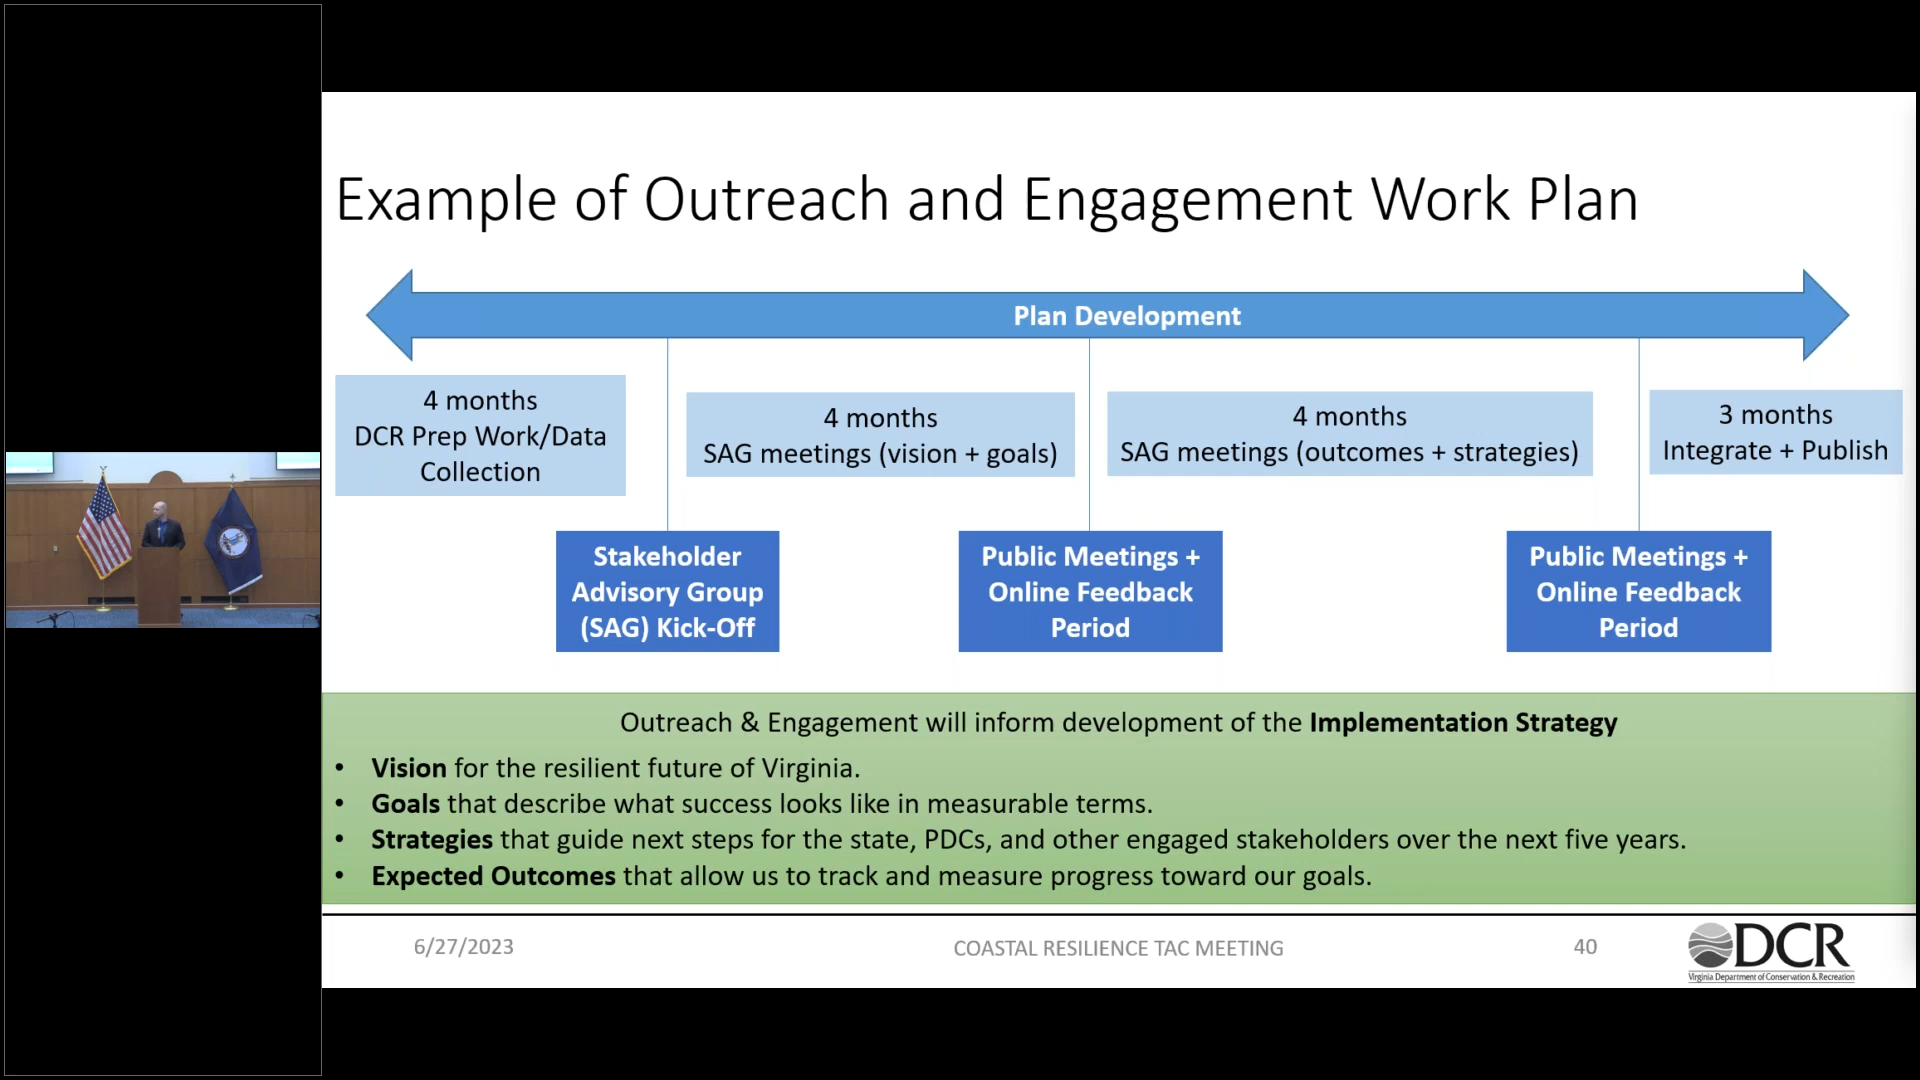 Example of Outreach and Engagement Work Plan
Plan Development
4 months
DCR Prep Work/Data
Collection
4 months
SAG meetings (vision + goals)
4 months
SAG meetings (outcomes + strategies)
3 months
Integrate + Publish
Stakeholder
Advisory Group
(SAG) Kick-Off
Public Meetings +
Online Feedback
Period
Public Meetings +
Online Feedback
Period
Outreach & Engagement will inform development of the Implementation Strategy
• Vision for the resilient future of Virginia.
• Goals that describe what success looks like in measurable terms.
• Strategies that guide next steps for the state, PDCs, and other engaged stakeholders over the next five years.
• Expected Outcomes that allow us to track and measure progress toward our goals.
6/27/2023
COASTAL RESILIENCE TAC MEETING
40
DCR
Virginia Department of Conservation & Recreation